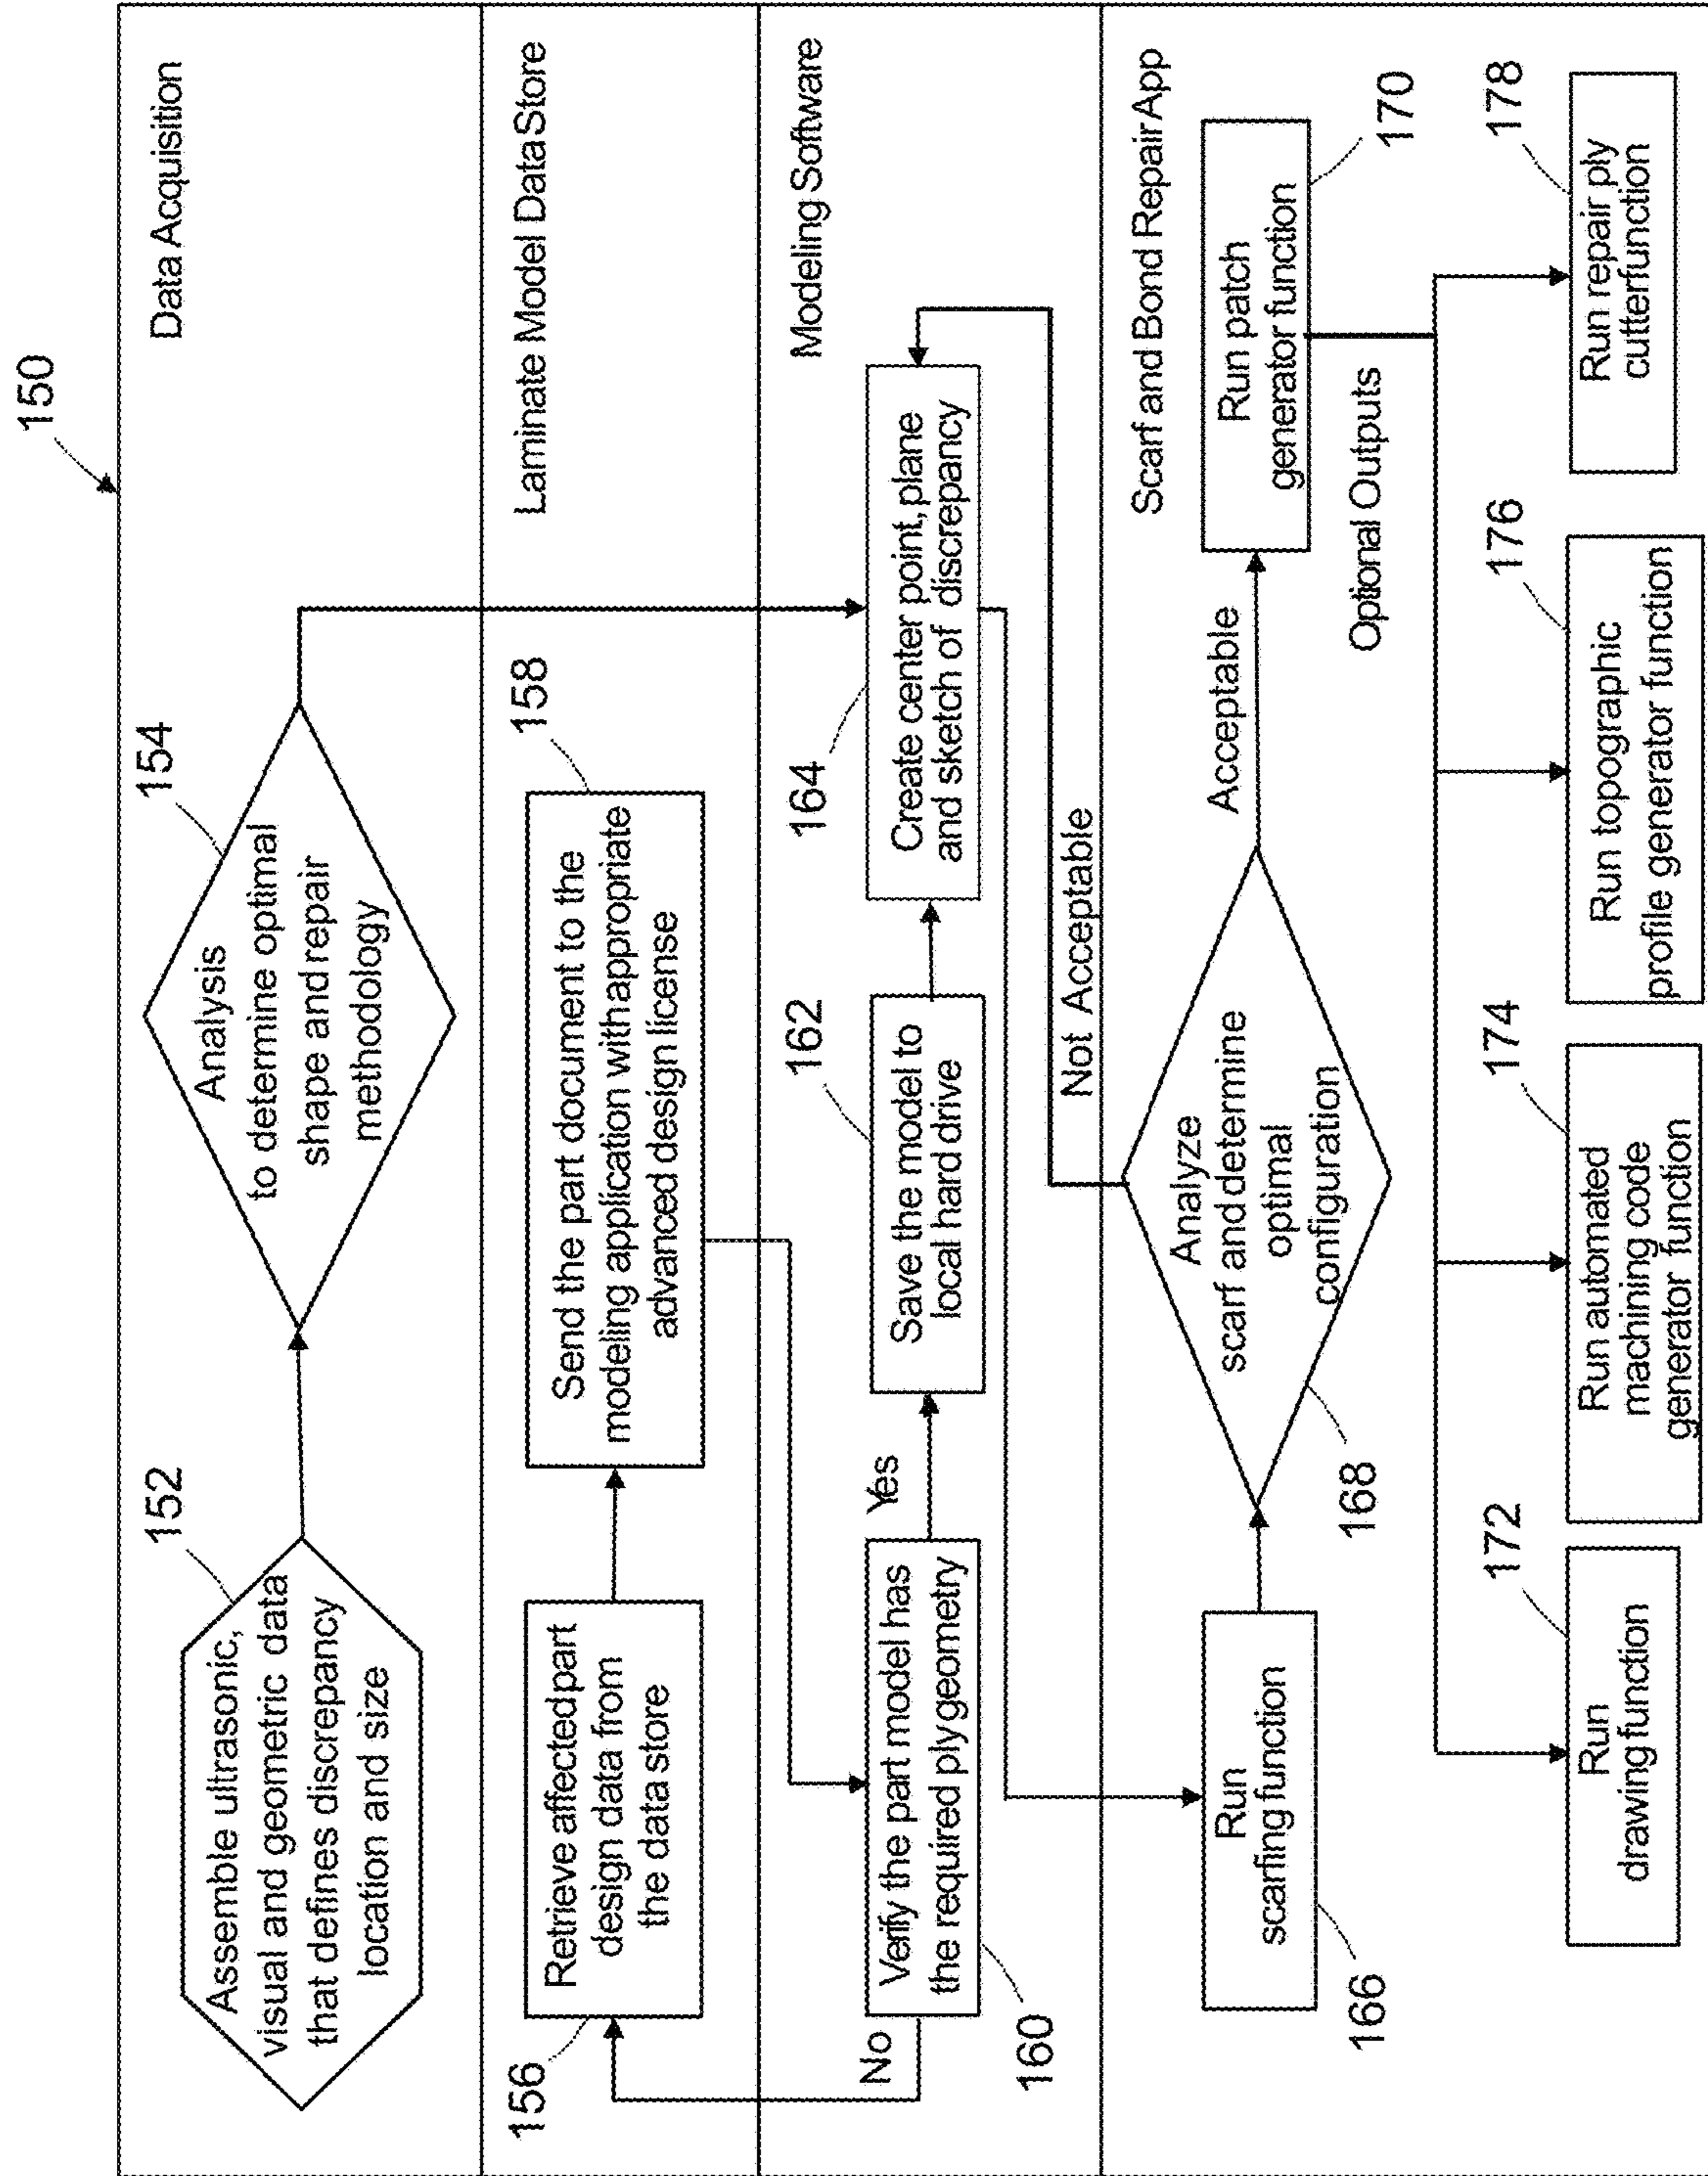 150
Data Acquisition
152
Assemble ultrasonic,
visual and geometric data
that defines discrepancy
location and size
154
Analysis
to determine optimal
shape and repair
methodology
Laminate Model Data Store
156
Retrieve affected part
design data from
the data store
158
Send the part document to the
modeling application with appropriate
advanced design license
Modeling Software
No
160
Verify the part model has
the required ply geometry
Yes
162
Save the model to
local hard drive
164
Create center point, plane
and sketch of discrepancy
Not Acceptable
Scarf and Bond Repair App
166
Run
scarfing function
168
Analyze
scarf and determine
optimal
configuration
Acceptable
170
Run patch
generator function
Optional Outputs
172
Run
drawing function
174
Run automated
machining code
generator function
176
Run topographic
profile generator function
178
Run repair ply
cutterfunction